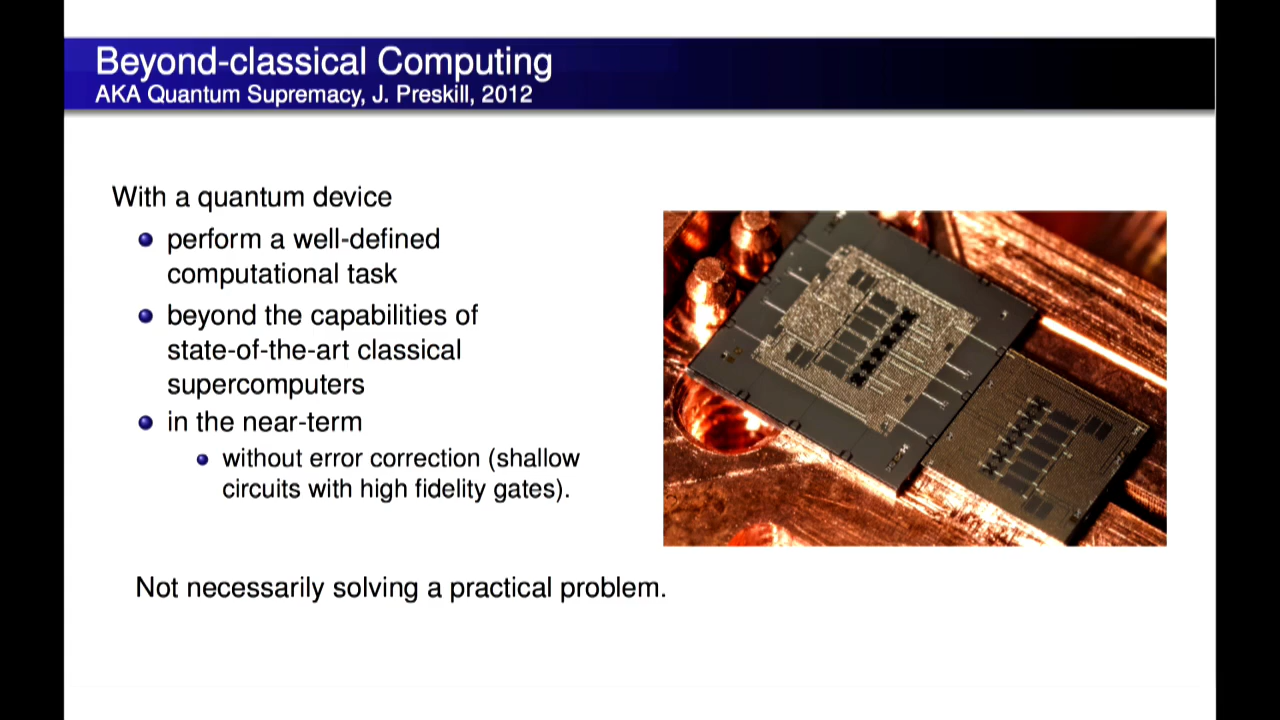 Beyond-classical Computing
AKA Quantum Supremacy, J. Preskill, 2012
With a quantum device
perform a well-defined
computational task
beyond the capabilities of
state-of-the-art classical
supercomputers
in the near-term
without error correction (shallow
circuits with high fidelity gates).
Not necessarily solving a practical problem.